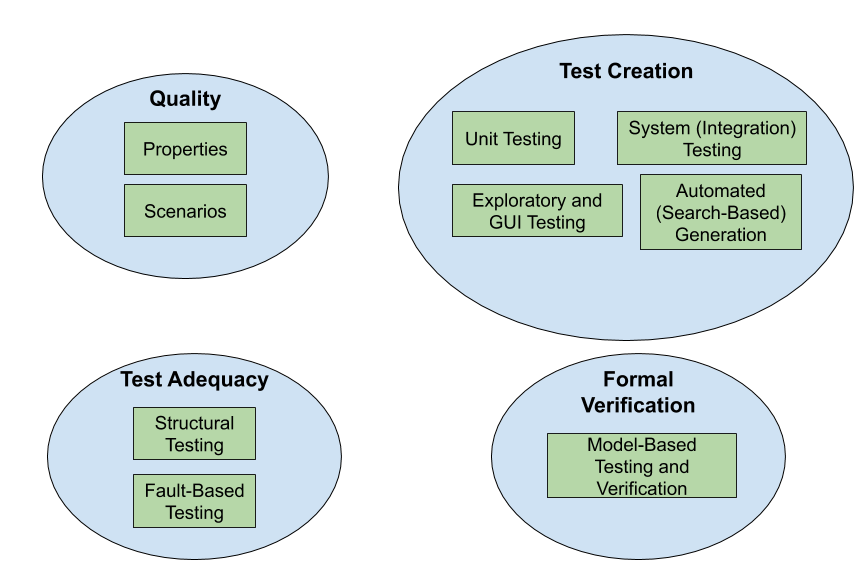 Quality
Properties
Scenarios
Test Creation
Unit Testing
System (Integration)
Testing
Exploratory and
GUI Testing
Automated
(Search-Based)
Generation
Test Adequacy
Structural
Testing
Fault-Based
Testing
Formal
Verification
Model-Based
Testing and
Verification